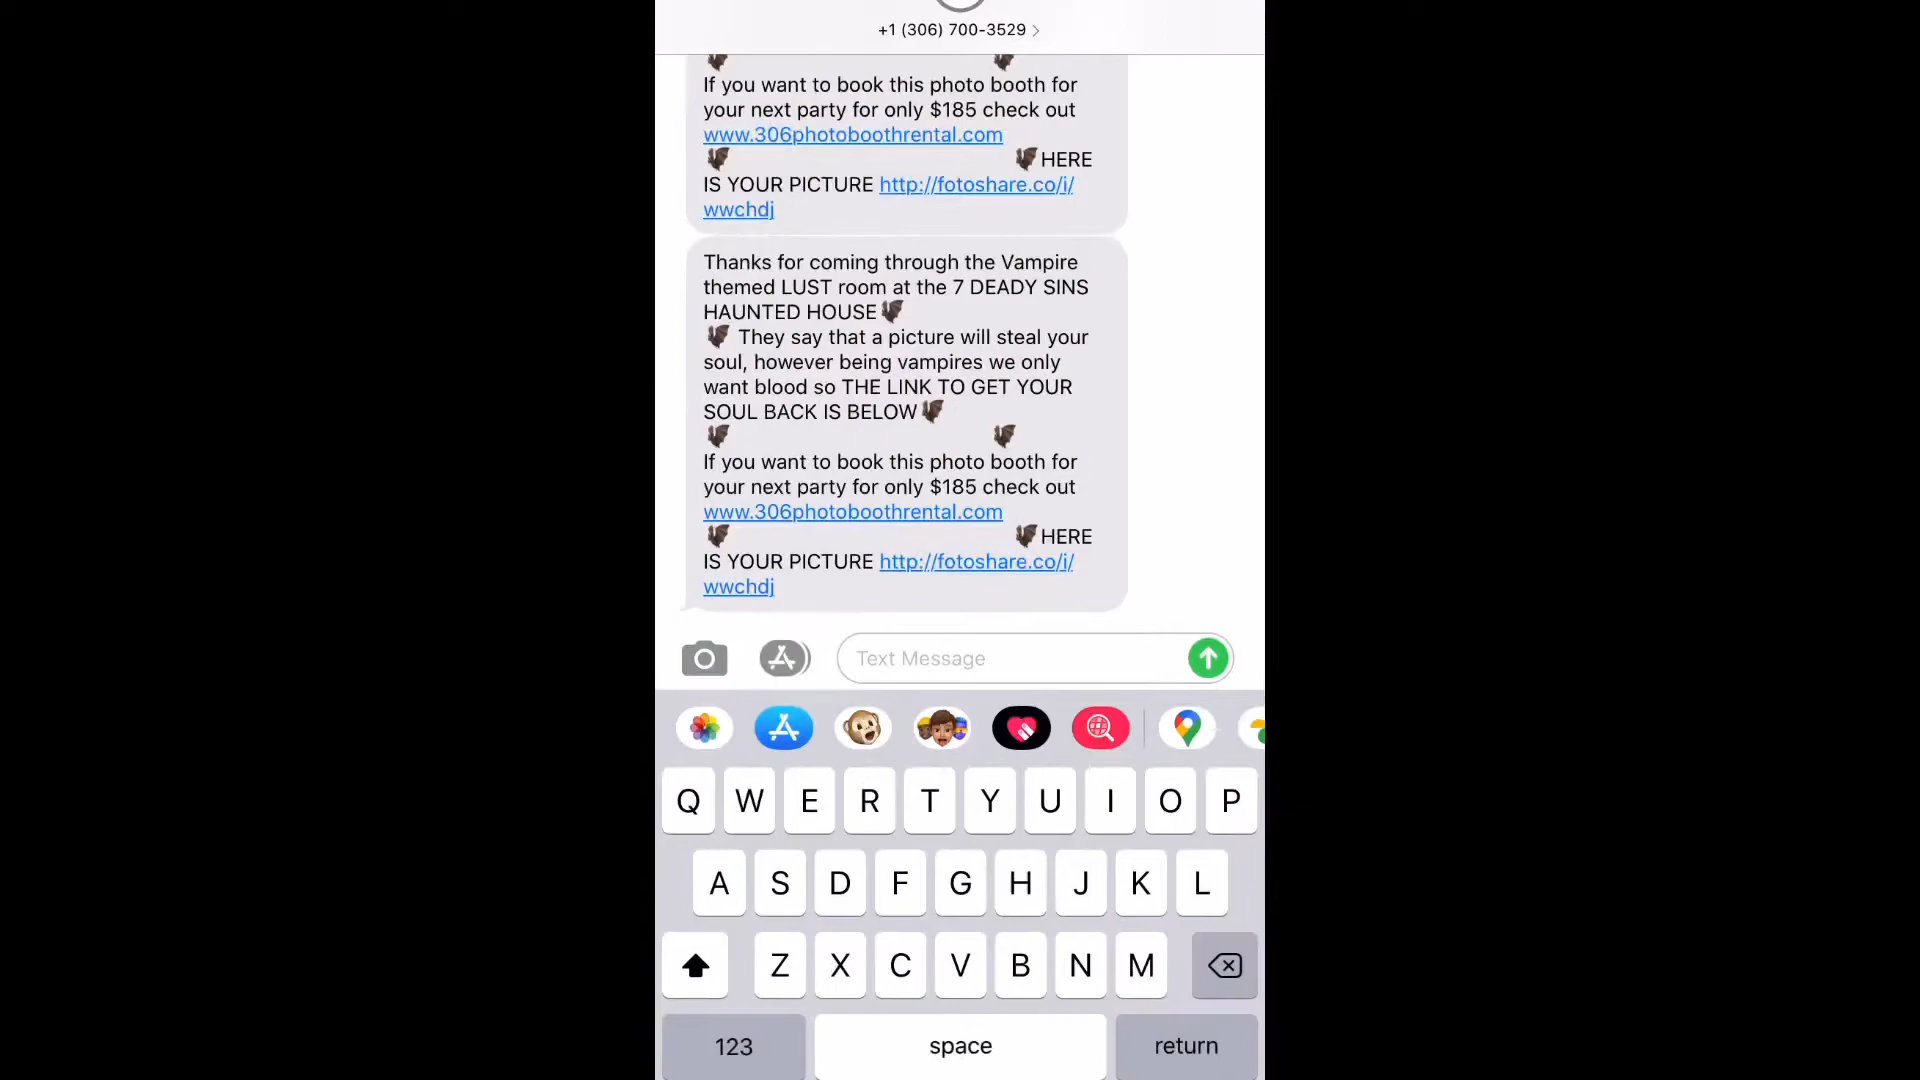 +1 (306) 700-3529
If you want to book this photo booth for
your next party for only $185 check out
www.306photoboothrental.com
🦇 🦇HERE
IS YOUR PICTURE http://fotoshare.co/i/
wwchdj
Thanks for coming through the Vampire
themed LUST room at the 7 DEADY SINS
HAUNTED HOUSE🦇
🦇 They say that a picture will steal your
soul, however being vampires we only
want blood so THE LINK TO GET YOUR
SOUL BACK IS BELOW🦇
🦇 🦇
If you want to book this photo booth for
your next party for only $185 check out
www.306photoboothrental.com
🦇 🦇HERE
IS YOUR PICTURE http://fotoshare.co/i/
wwchdj
Text Message
Q W E R T Y U I O P
A S D F G H J K L
Z X C V B N M
123 space return